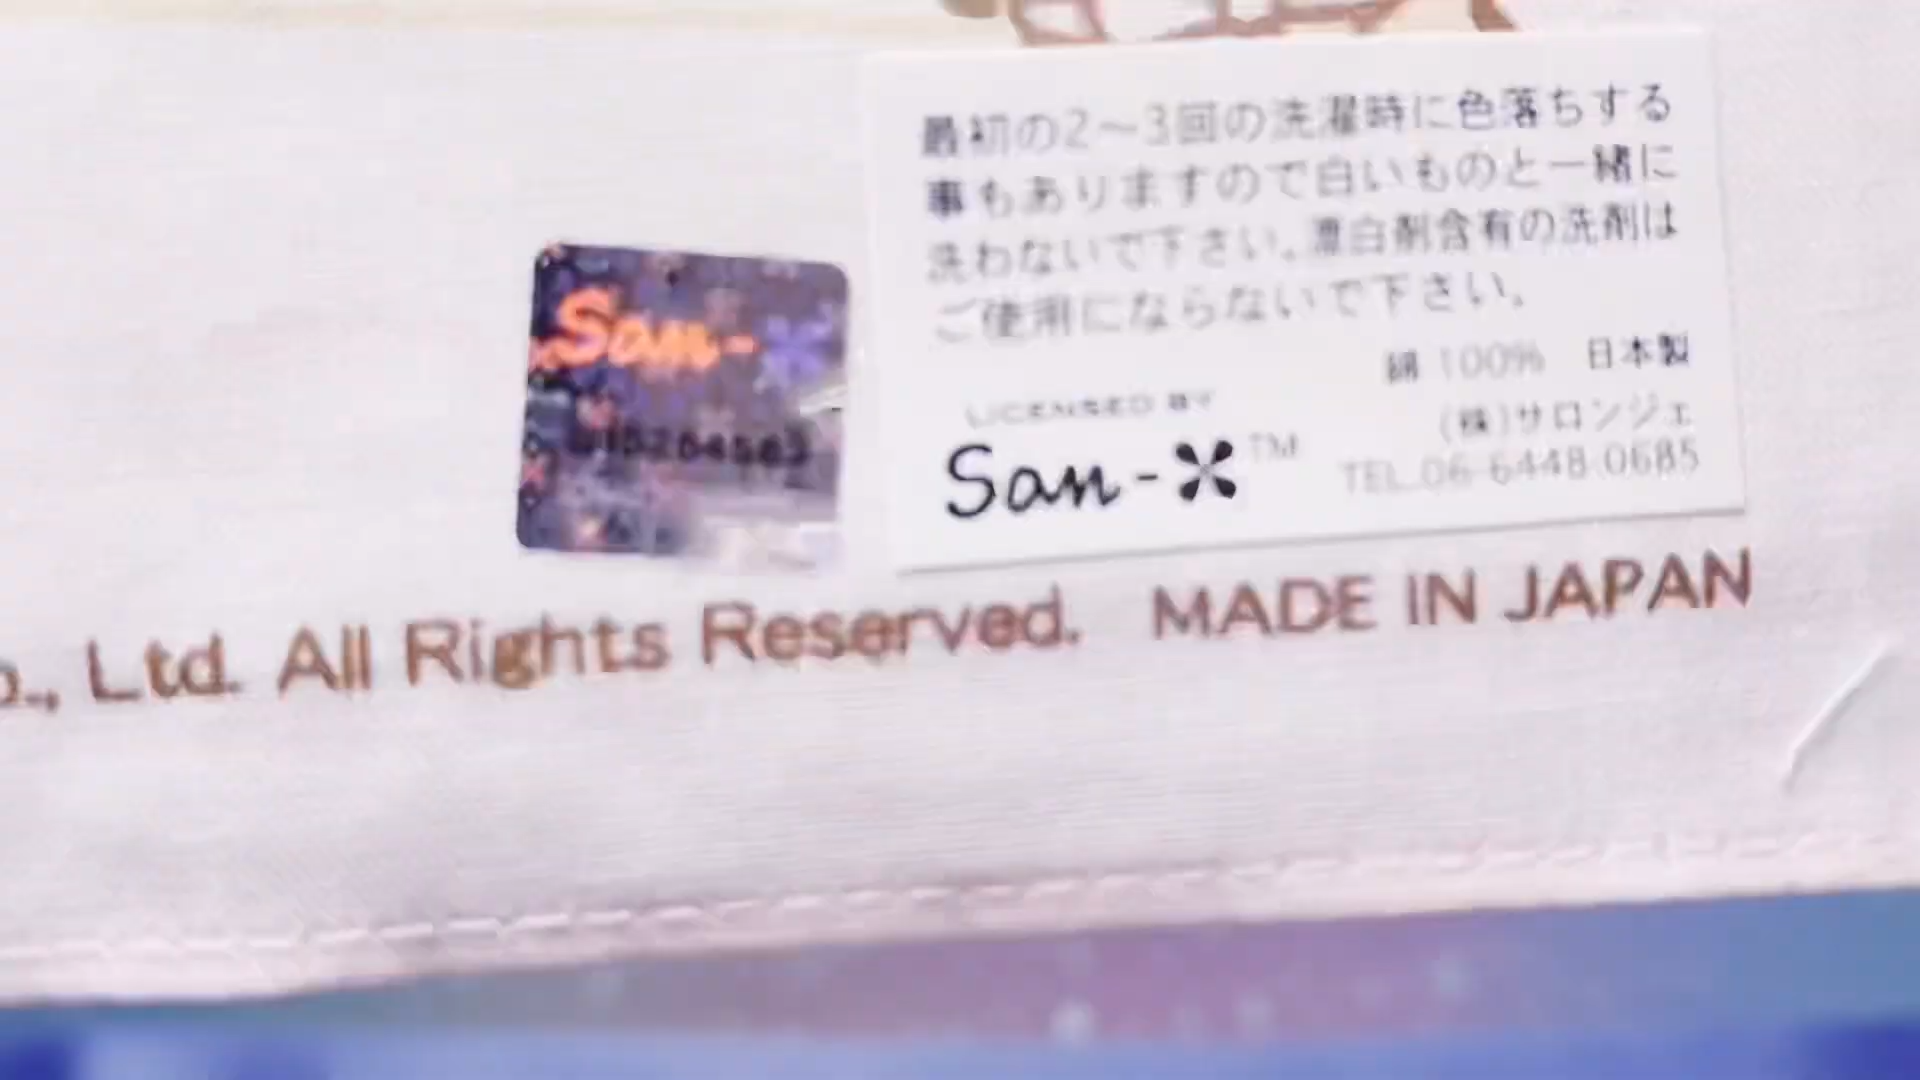 最初の2～3回の洗濯時に色落ちする
事もありますので白いものと一緒に
洗わないで下さい。漂白剤含有の洗剤は
ご使用にならないで下さい。
綿 100% 日本製
(株)サロンジェ
TEL.06-6448-0685
LICENSED BY
San-X™
San-X
Ltd. All Rights Reserved. MADE IN JAPAN